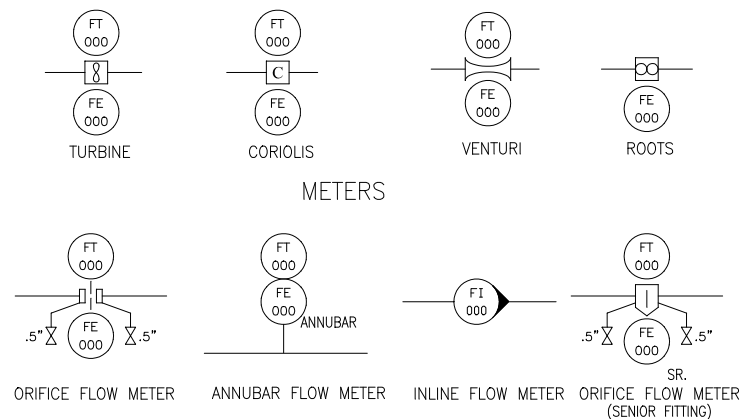 FT
000
FE
000
TURBINE
FT
000
C
FE
000
CORIOLIS
FT
000
FE
000
VENTURI
FE
000
ROOTS
METERS
FT
000
FE
000
.5"
.5"
ORIFICE FLOW METER
FT
000
FE
000
ANNUBAR
ANNUBAR FLOW METER
FI
000
INLINE FLOW METER
FT
000
FE
000
.5"
.5"
SR.
ORIFICE FLOW METER
(SENIOR FITTING)